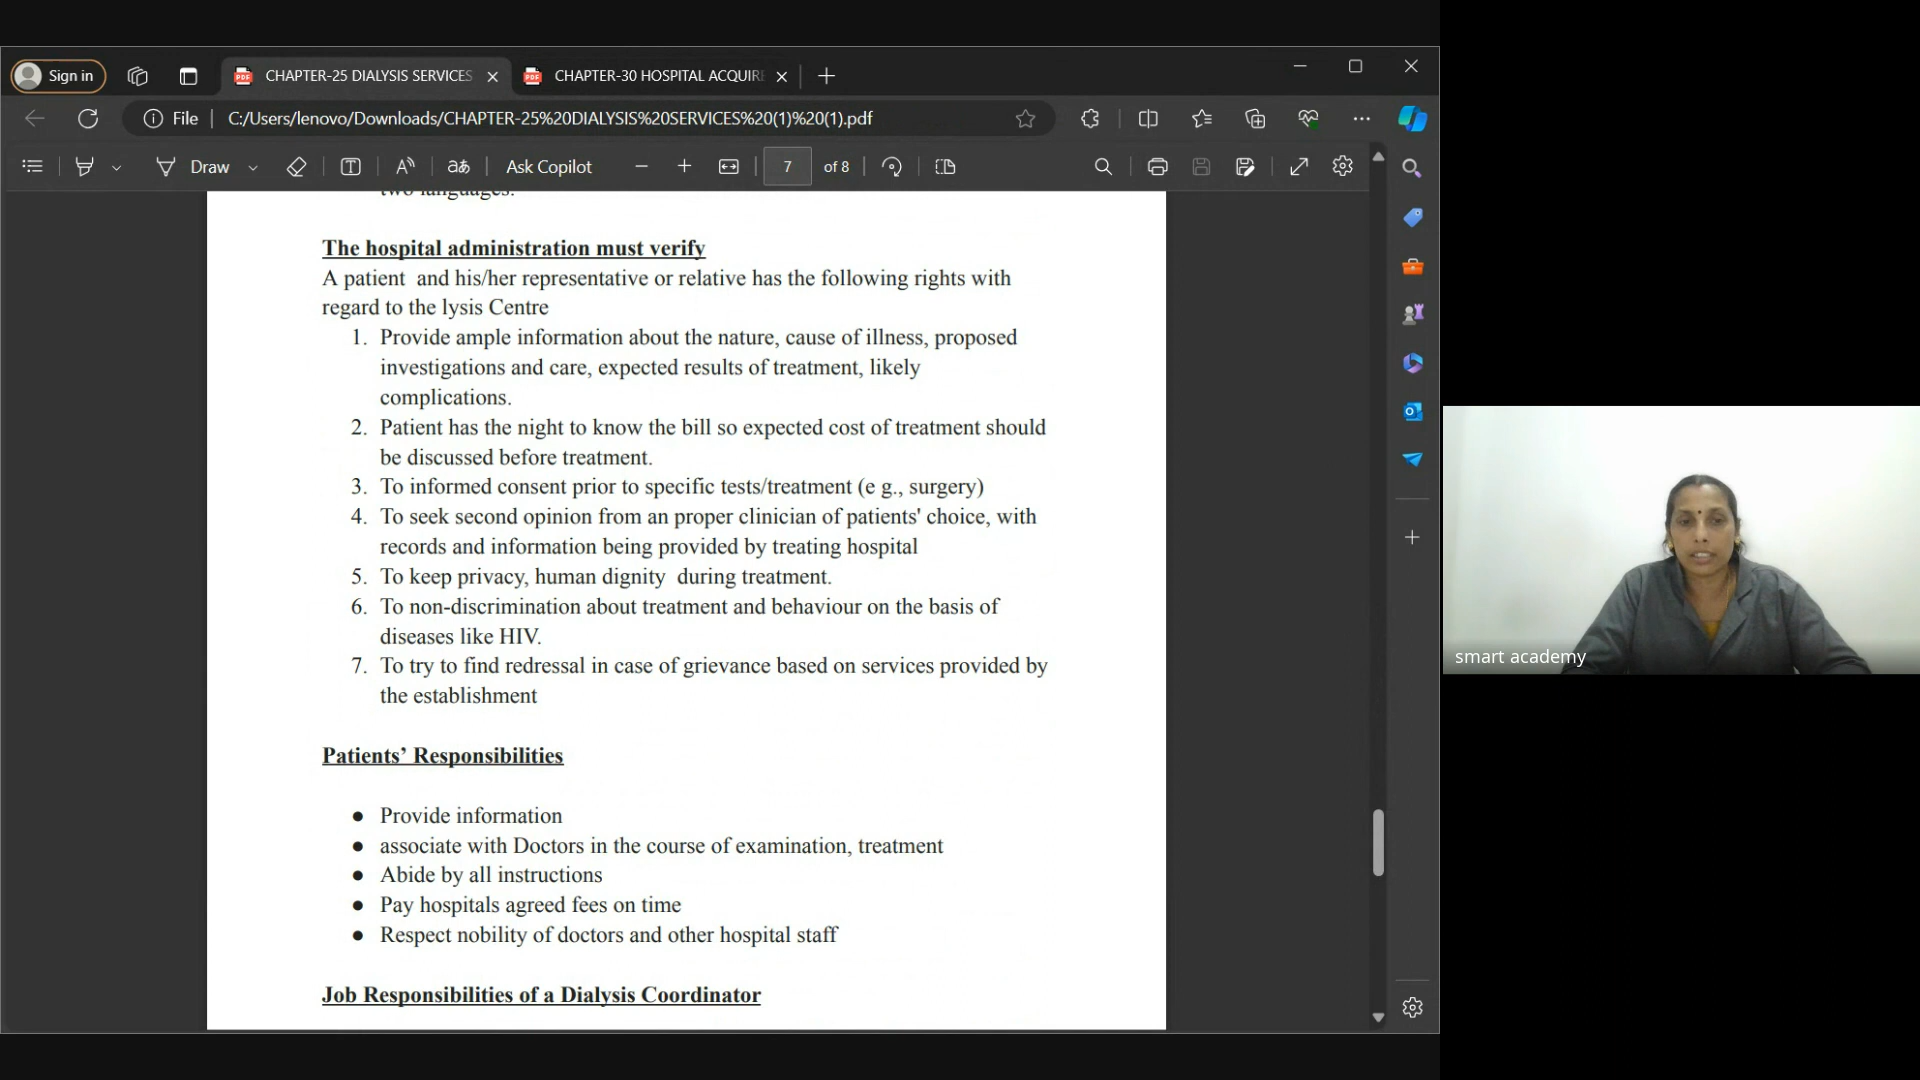 Sign in
CHAPTER-25 DIALYSIS SERVICES
CHAPTER-30 HOSPITAL ACQUIRE
File
C:/Users/lenovo/Downloads/CHAPTER-25%20DIALYSIS%20SERVICES%20(1)%20(1).pdf
Draw
Ask Copilot
7 of 8
two languages.
The hospital administration must verify
A patient and his/her representative or relative has the following rights with
regard to the lysis Centre
1. Provide ample information about the nature, cause of illness, proposed
investigations and care, expected results of treatment, likely
complications.
2. Patient has the night to know the bill so expected cost of treatment should
be discussed before treatment.
3. To informed consent prior to specific tests/treatment (e g., surgery)
4. To seek second opinion from an proper clinician of patients' choice, with
records and information being provided by treating hospital
5. To keep privacy, human dignity during treatment.
6. To non-discrimination about treatment and behaviour on the basis of
diseases like HIV.
7. To try to find redressal in case of grievance based on services provided by
the establishment
Patients’ Responsibilities
● Provide information
● associate with Doctors in the course of examination, treatment
● Abide by all instructions
● Pay hospitals agreed fees on time
● Respect nobility of doctors and other hospital staff
Job Responsibilities of a Dialysis Coordinator
smart academy